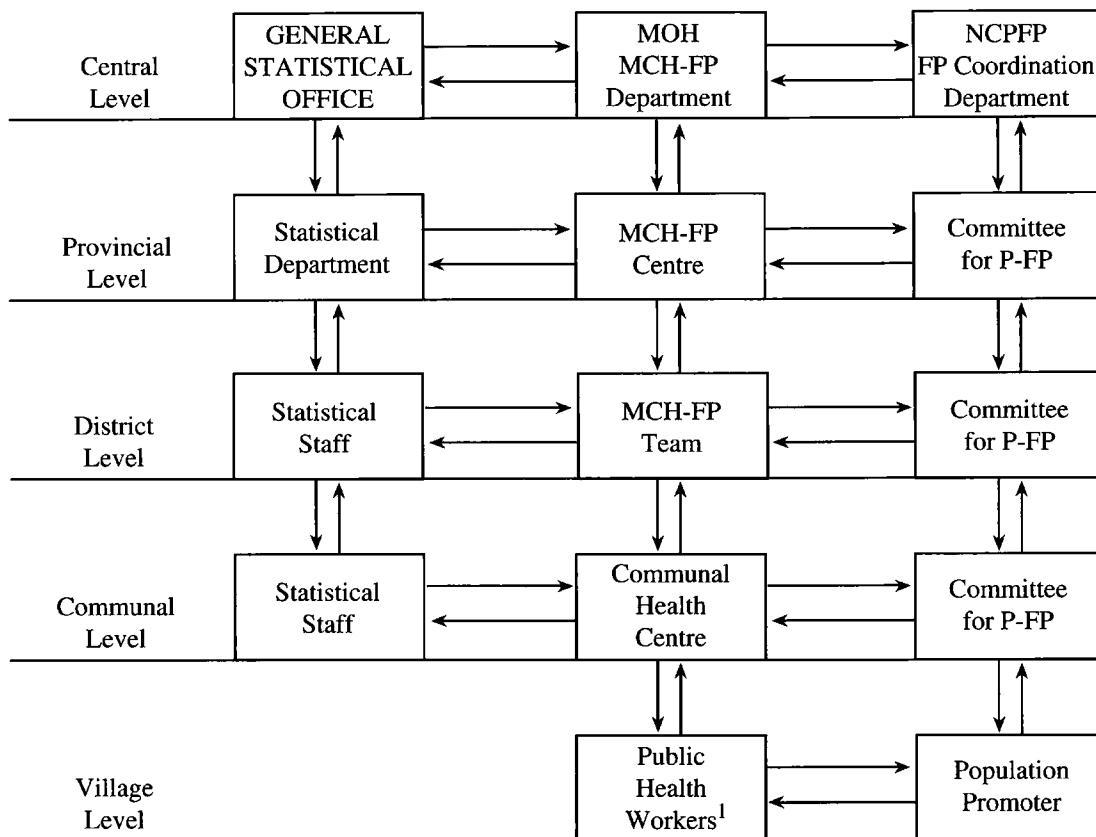 Central
Level
GENERAL
STATISTICAL
OFFICE
MOH
MCH-FP
Department
NCPFP
FP Coordination
Department
Provincial
Level
Statistical
Department
MCH-FP
Centre
Committee
for P-FP
District
Level
Statistical
Staff
MCH-FP
Team
Committee
for P-FP
Communal
Level
Statistical
Staff
Communal
Health
Centre
Committee
for P-FP
Village
Level
Public
Health
Workers¹
Population
Promoter